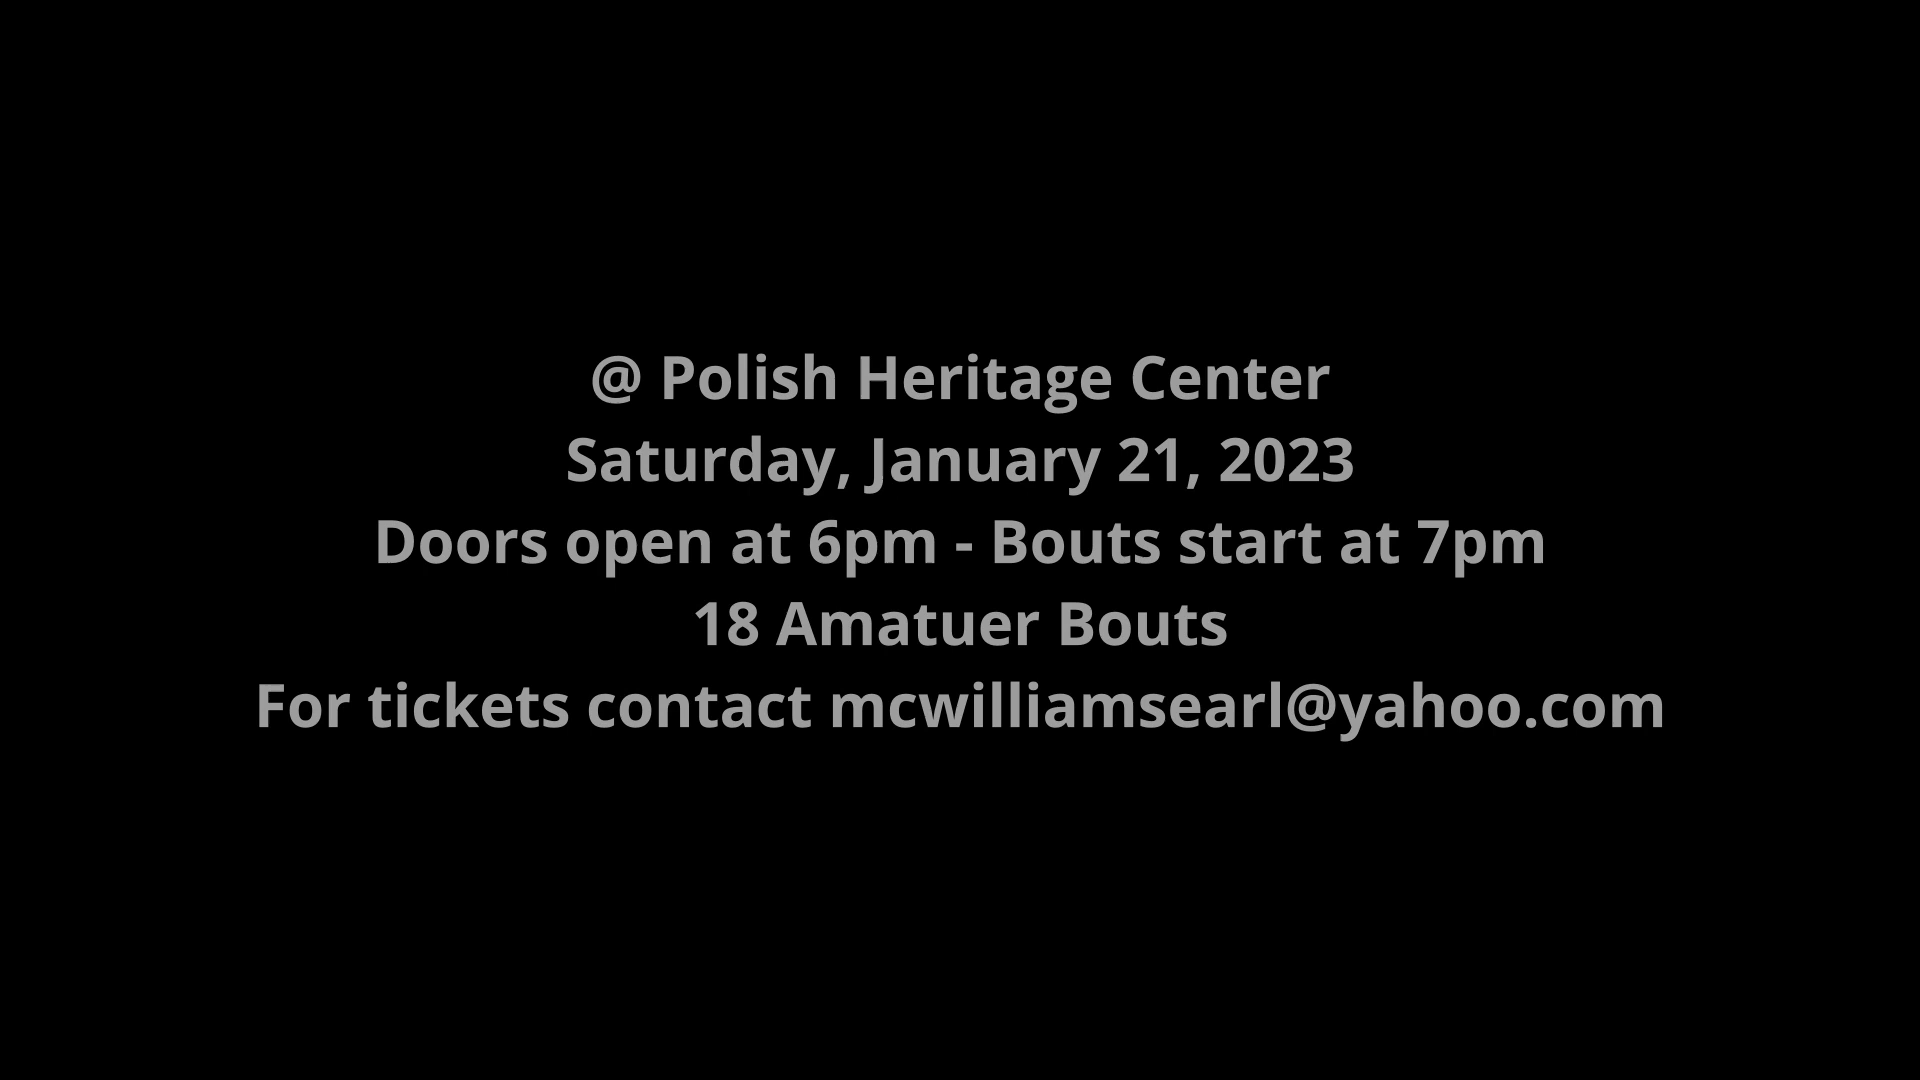 @ Polish Heritage Center
Saturday, January 21, 2023
Doors open at 6pm - Bouts start at 7pm
18 Amatuer Bouts
For tickets contact mcwilliamsearl@yahoo.com